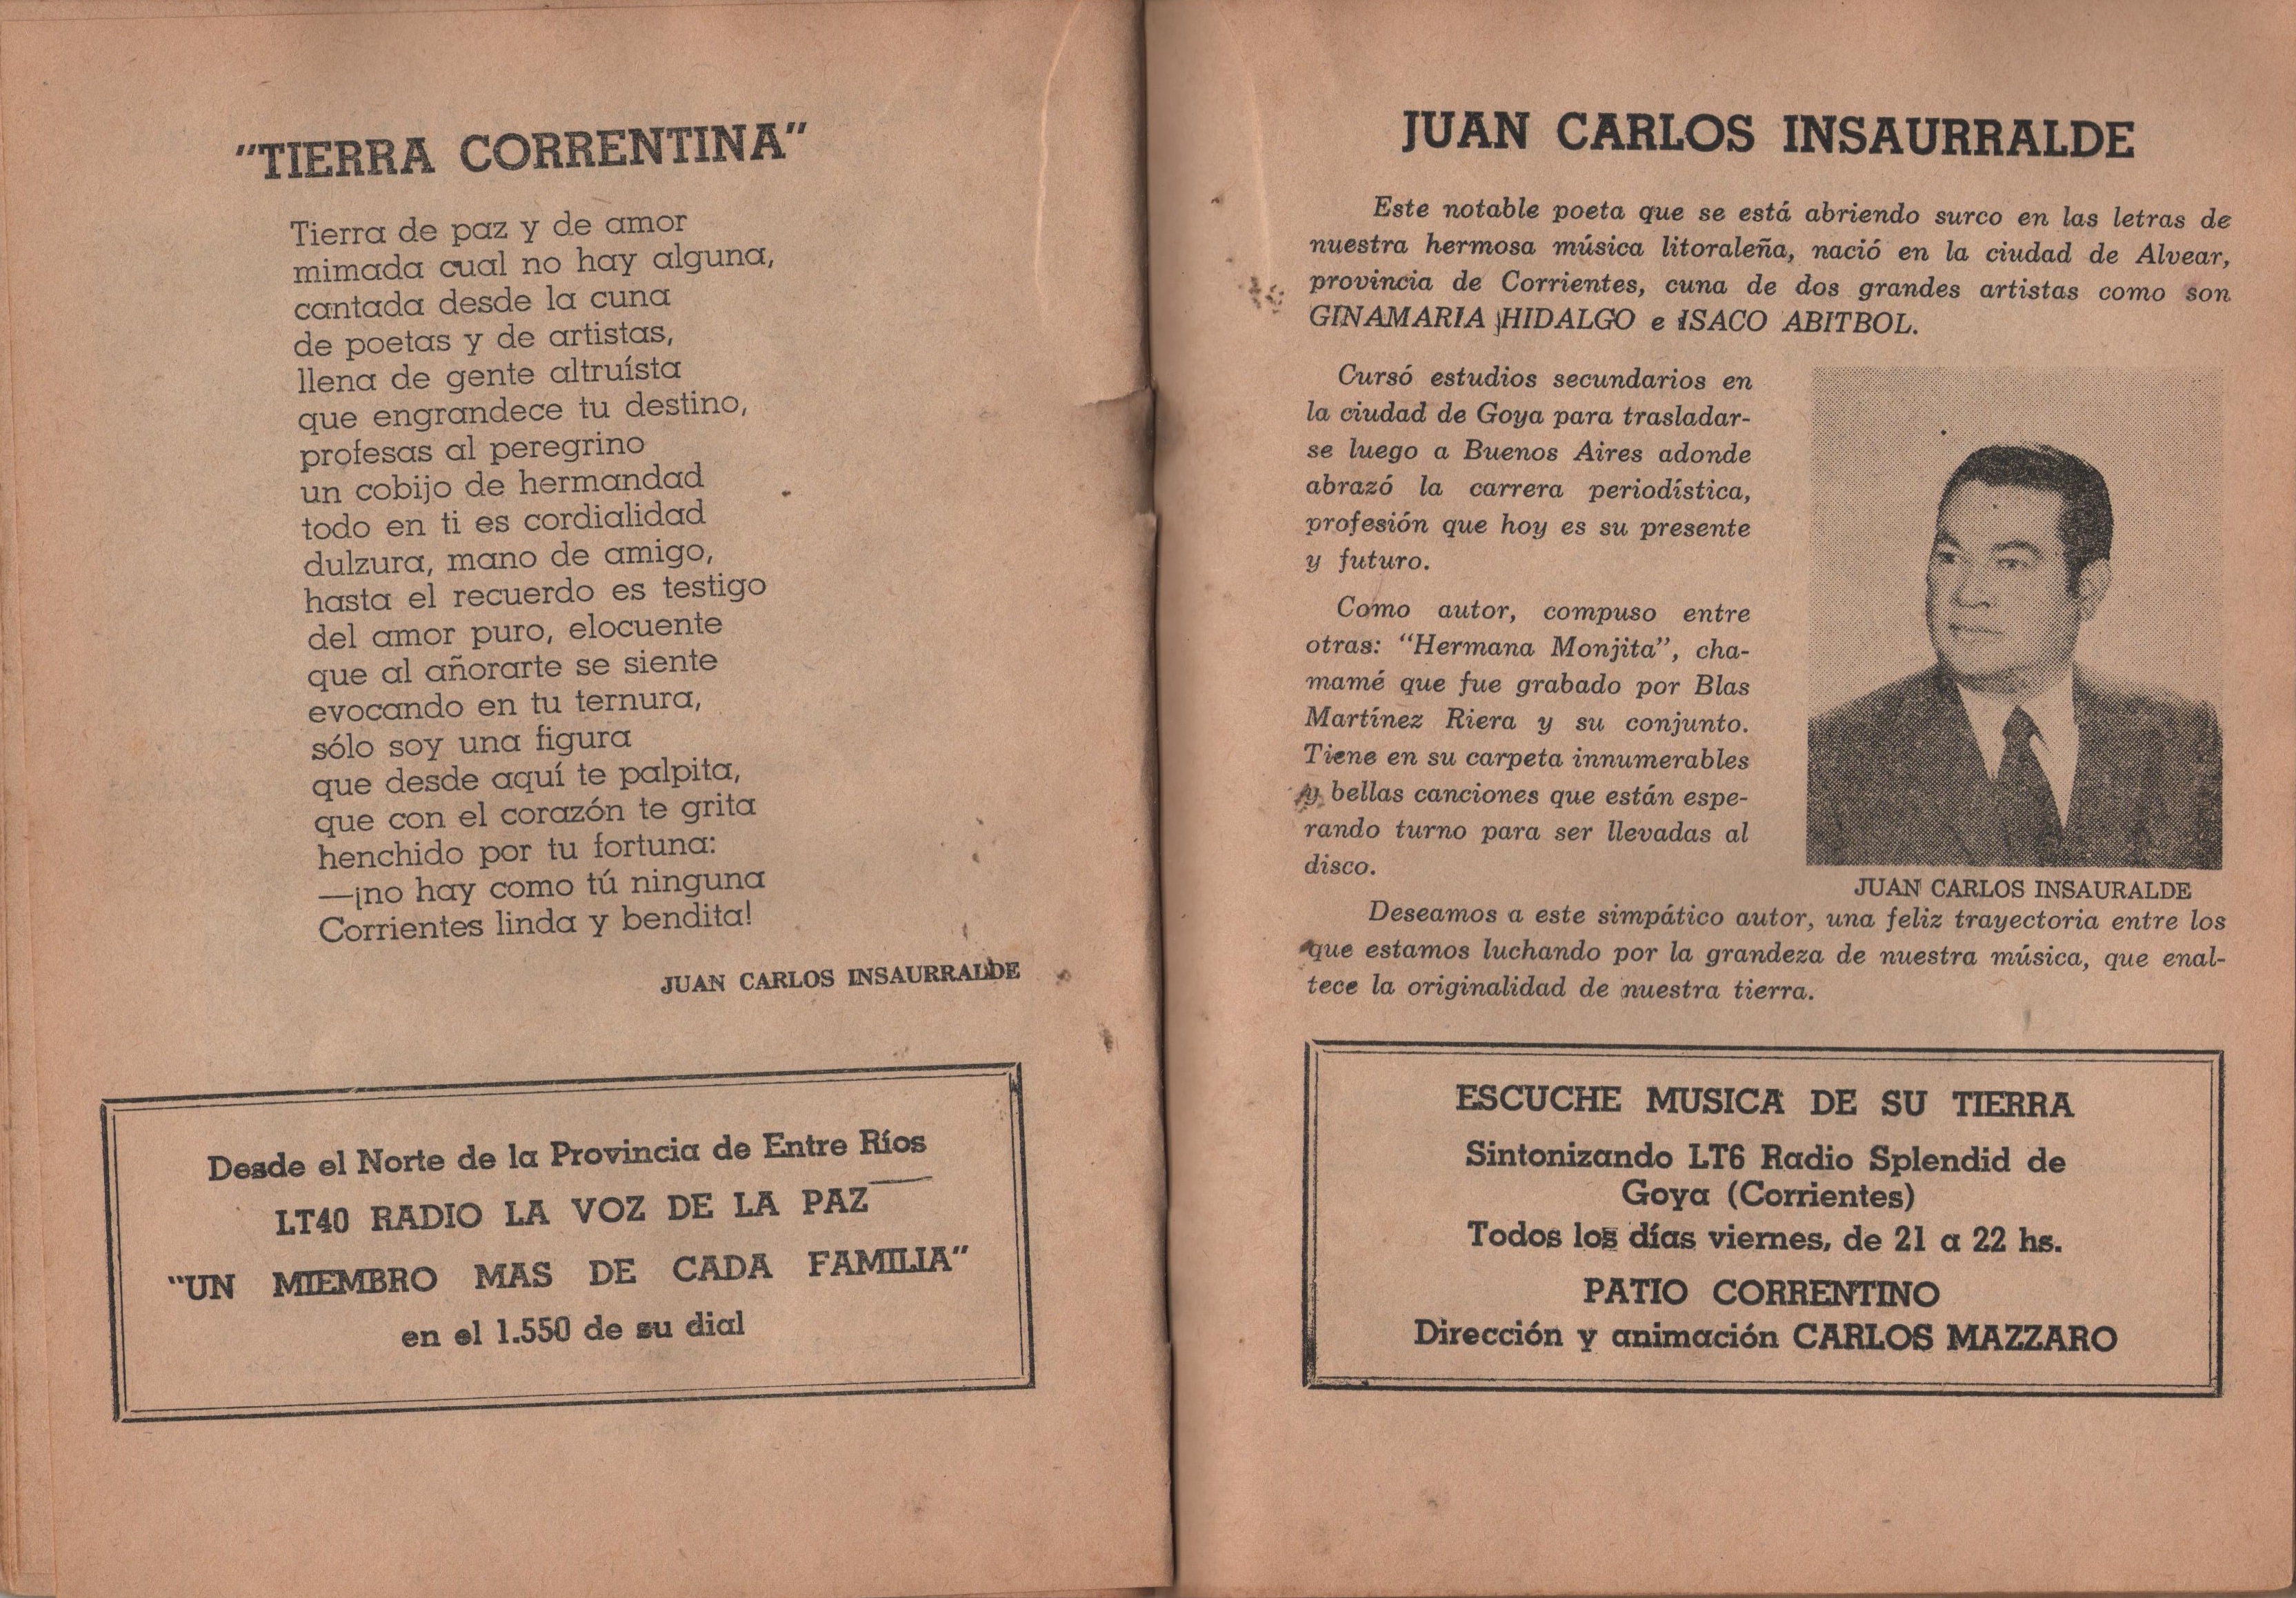 "TIERRA CORRENTINA"
Tierra de paz y de amor
mimada cual no hay alguna,
cantada desde la cuna
de poetas y de artistas,
llena de gente altruísta
que engrandece tu destino,
profesas al peregrino
un cobijo de hermandad
todo en ti es cordialidad
dulzura, mano de amigo,
hasta el recuerdo es testigo
del amor puro, elocuente
que al añorarte se siente
evocando en tu ternura,
sólo soy una figura
que desde aquí te palpita,
que con el corazón te grita
henchido por tu fortuna:
—¡no hay como tú ninguna
Corrientes linda y bendita!
JUAN CARLOS INSAURRALDE
Desde el Norte de la Provincia de Entre Ríos
LT40 RADIO LA VOZ DE LA PAZ
"UN MIEMBRO MAS DE CADA FAMILIA"
en el 1.550 de su dial
JUAN CARLOS INSAURRALDE
Este notable poeta que se está abriendo surco en las letras de
nuestra hermosa música litoraleña, nació en la ciudad de Alvear,
provincia de Corrientes, cuna de dos grandes artistas como son
GINAMARIA HIDALGO e ISACO ABITBOL.
Cursó estudios secundarios en
la ciudad de Goya para trasladar-
se luego a Buenos Aires adonde
abrazó la carrera periodística,
profesión que hoy es su presente
y futuro.
Como autor, compuso entre
otras: "Hermana Monjita", cha-
mamé que fue grabado por Blas
Martínez Riera y su conjunto.
Tiene en su carpeta innumerables
y bellas canciones que están espe-
rando turno para ser llevadas al
disco.
JUAN CARLOS INSAURALDE
Deseamos a este simpático autor, una feliz trayectoria entre los
que estamos luchando por la grandeza de nuestra música, que enal-
tece la originalidad de nuestra tierra.
ESCUCHE MUSICA DE SU TIERRA
Sintonizando LT6 Radio Splendid de
Goya (Corrientes)
Todos los días viernes, de 21 a 22 hs.
PATIO CORRENTINO
Dirección y animación CARLOS MAZZARO